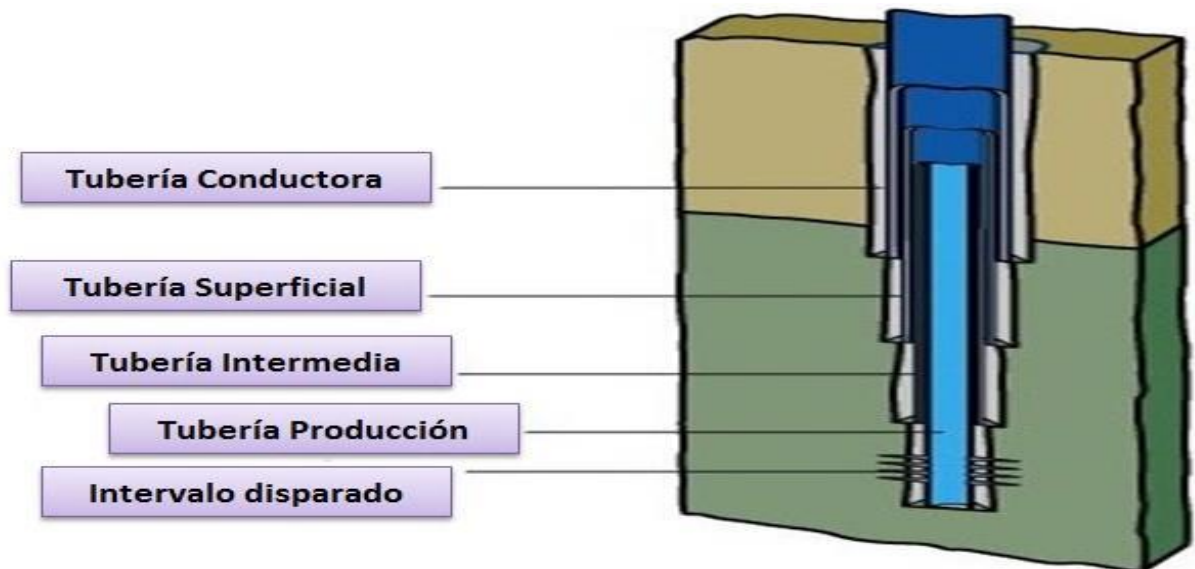 Tubería Conductora
Tubería Superficial
Tubería Intermedia
Tubería Producción
Intervalo disparado